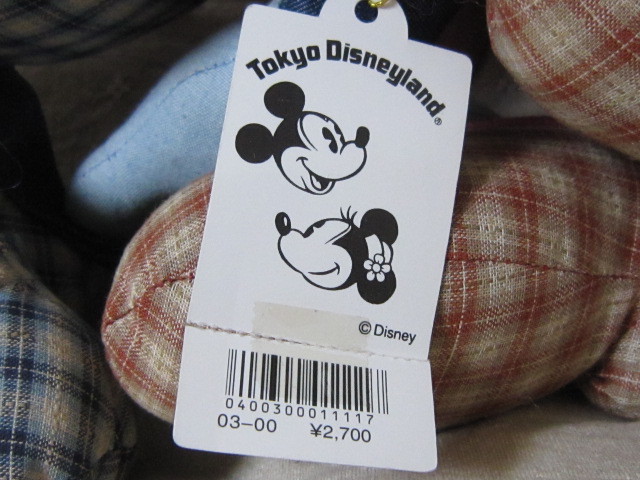 Tokyo Disneyland®
© Disney
0400300011117
03-00 ¥2,700